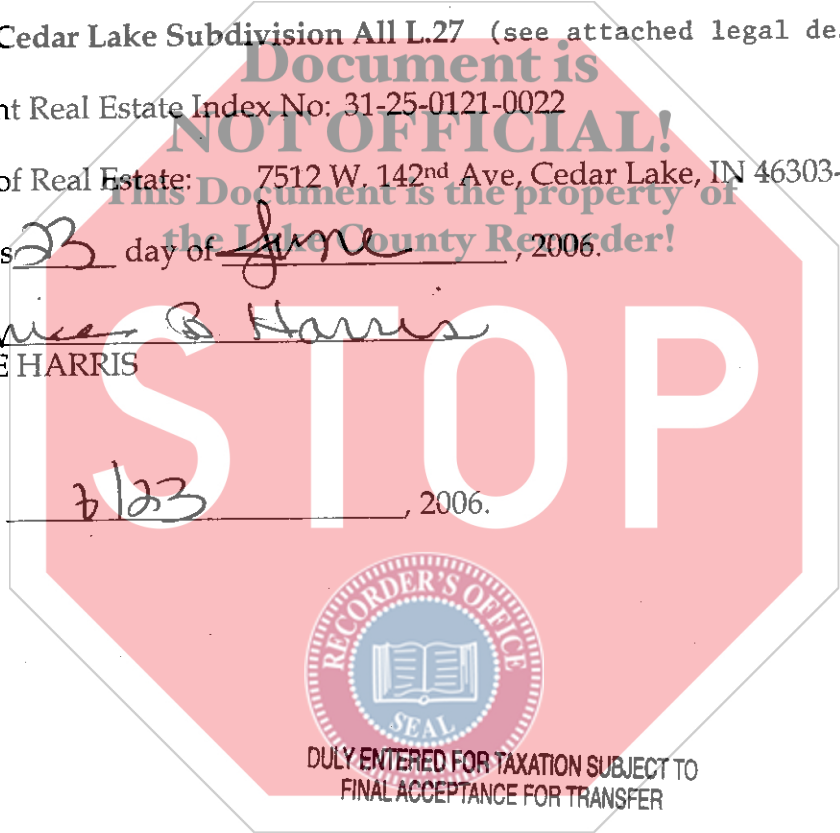 Cedar Lake Subdivision All L.27 (see attached legal de
Document is
nt Real Estate Index No: 31-25-0121-0022
NOT OFFICIAL!
of Real Estate: 7512 W. 142nd Ave, Cedar Lake, IN 46303-
This Document is the property of
the Lake County Recorder!
s 23 day of June, 2006.
B Harris
E HARRIS
STOP
6/23, 2006.
RECORDER'S OFFICE
SEAL
DULY ENTERED FOR TAXATION SUBJECT TO
FINAL ACCEPTANCE FOR TRANSFER